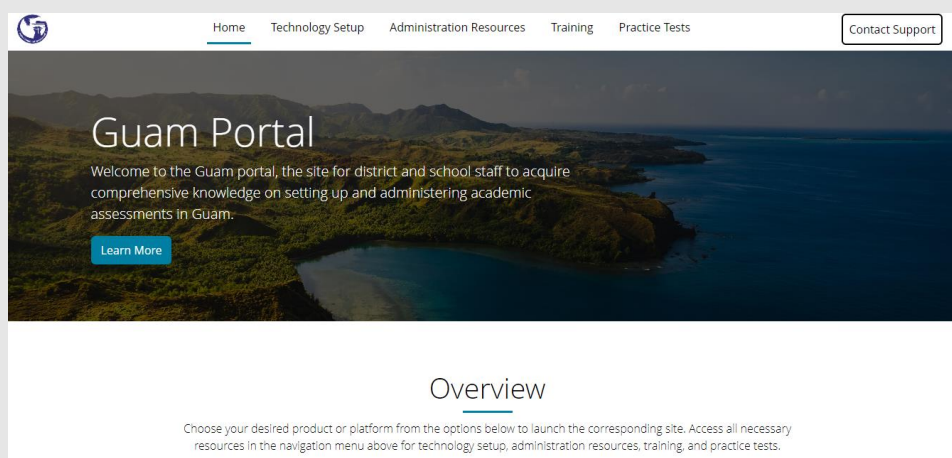 Home Technology Setup Administration Resources Training Practice Tests Contact Support
Guam Portal
Welcome to the Guam portal, the site for district and school staff to acquire
comprehensive knowledge on setting up and administering academic
assessments in Guam.
Learn More
Overview
Choose your desired product or platform from the options below to launch the corresponding site. Access all necessary
resources in the navigation menu above for technology setup, administration resources, training, and practice tests.